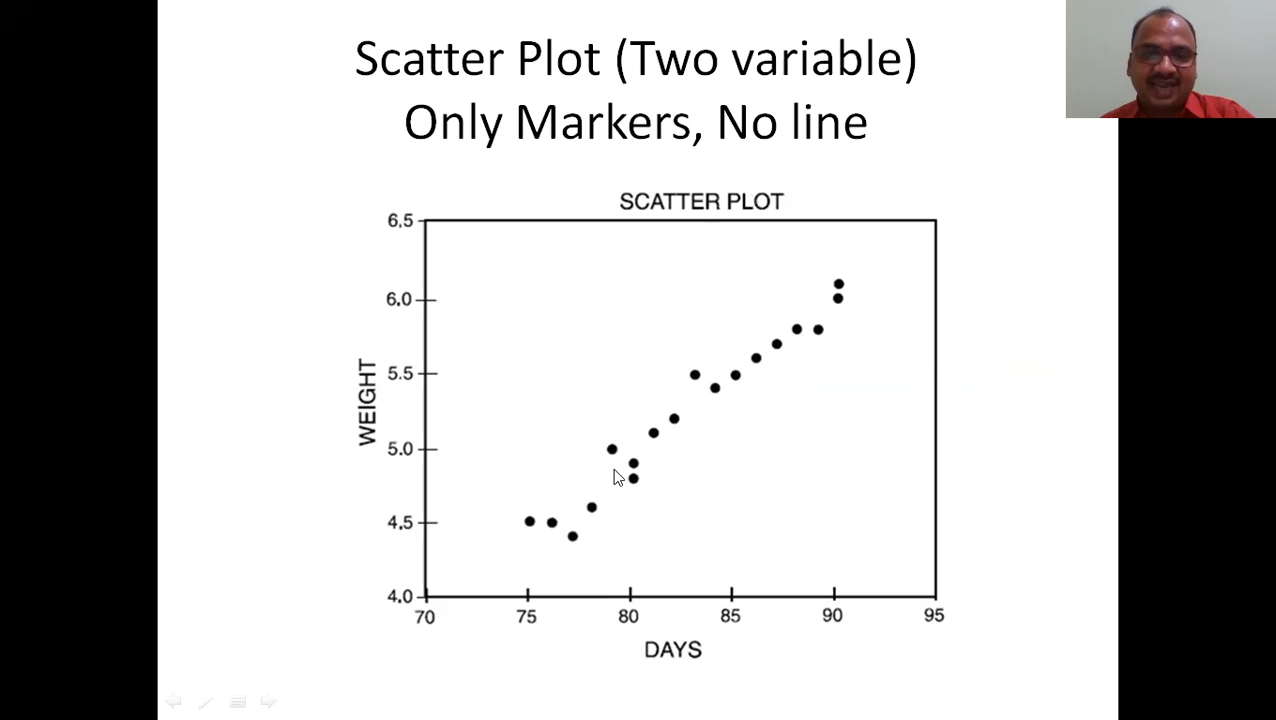 Scatter Plot (Two variable)
Only Markers, No line
SCATTER PLOT
6.5
6.0
5.5
5.0
4.5
4.0
WEIGHT
70 75 80 85 90 95
DAYS